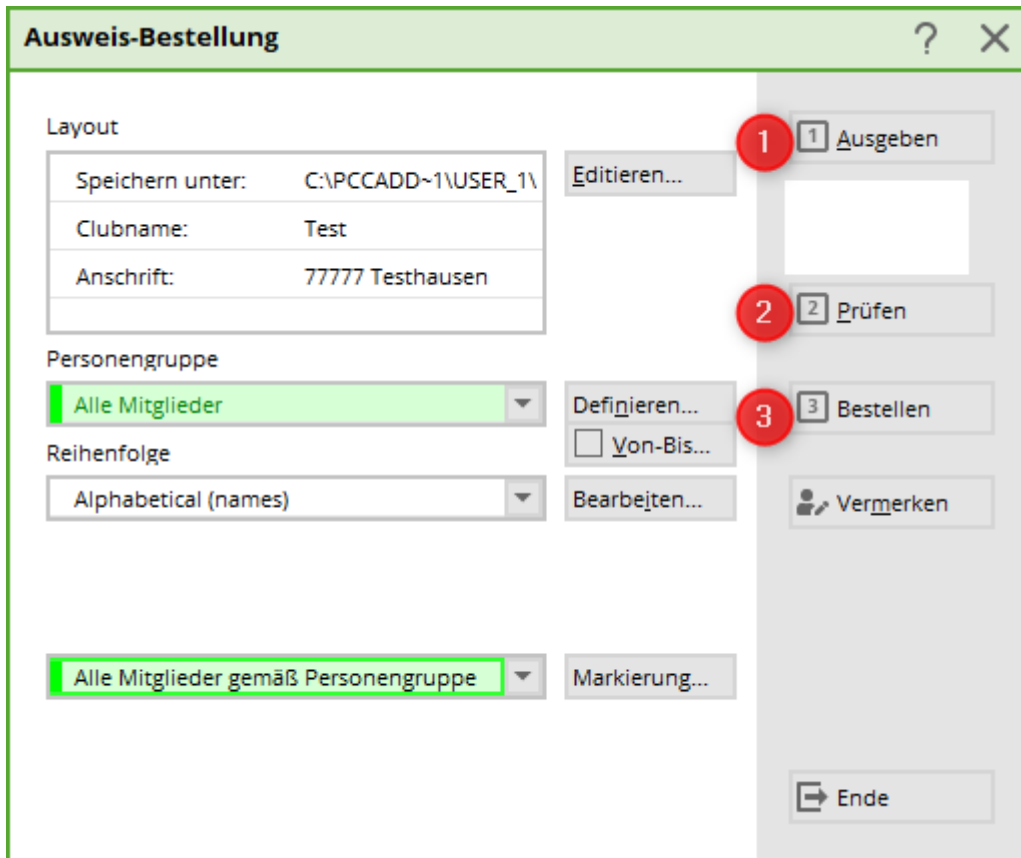 Ausweis-Bestellung
?
Layout
Speichern unter: C:\PCCADD~1\USER_1\
Clubname: Test
Anschrift: 77777 Testhausen
Editieren...
Personengruppe
Alle Mitglieder
Definieren...
Von-Bis...
Reihenfolge
Alphabetical (names)
Bearbeiten...
Alle Mitglieder gemäß Personengruppe
Markierung...
1 1 Ausgeben
2 2 Prüfen
3 3 Bestellen
Vermerken
Ende